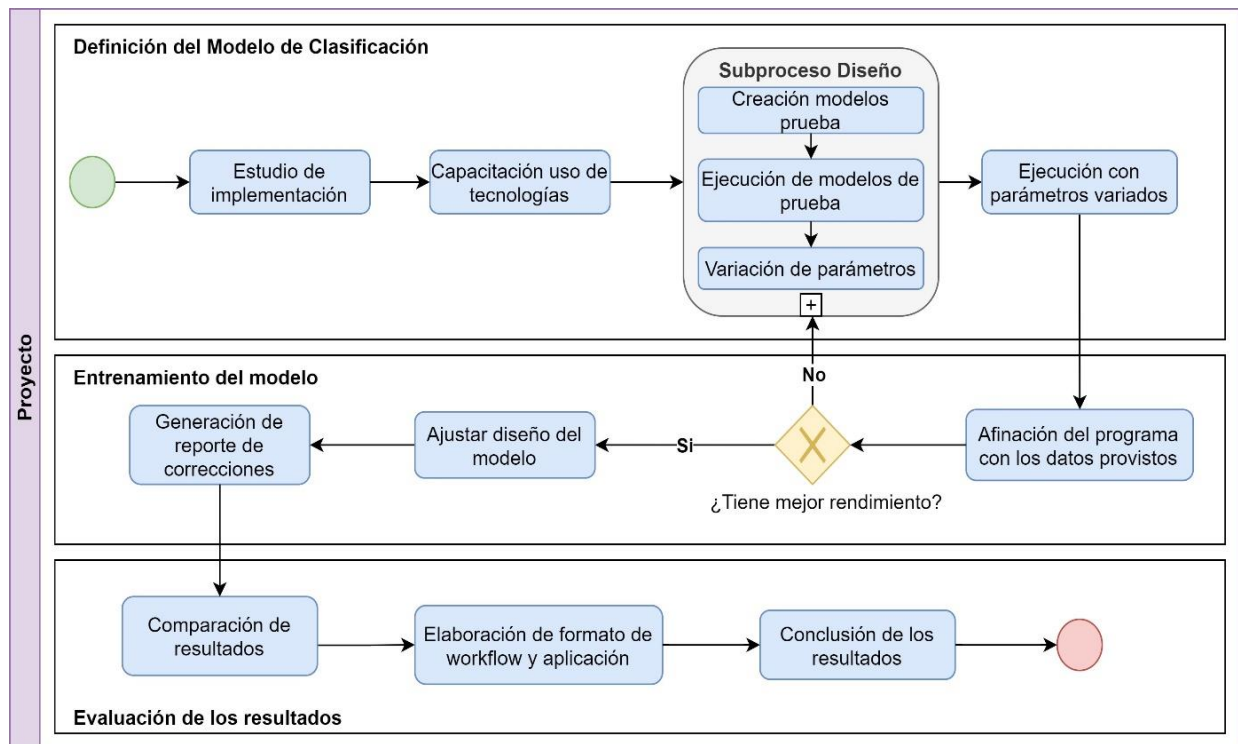 Proyecto
Definición del Modelo de Clasificación
Estudio de
implementación
Capacitación uso de
tecnologías
Subproceso Diseño
Creación modelos
prueba
Ejecución de modelos de
prueba
Variación de parámetros
+
Ejecución con
parámetros variados
Entrenamiento del modelo
Afinación del programa
con los datos provistos
No
¿Tiene mejor rendimiento?
Si
Ajustar diseño del
modelo
Generación de
reporte de
correcciones
Comparación de
resultados
Elaboración de formato de
workflow y aplicación
Conclusión de los
resultados
Evaluación de los resultados